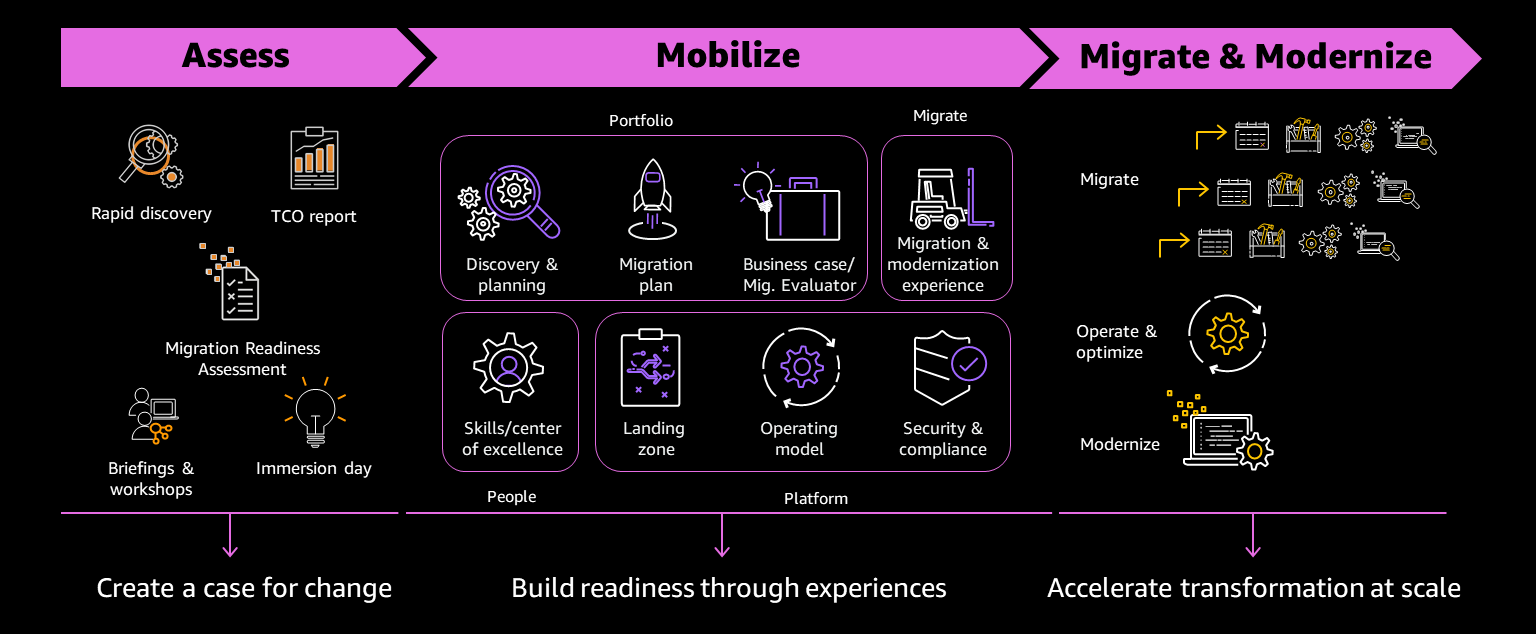 Assess
Mobilize
Migrate & Modernize
Rapid discovery
TCO report
Migration Readiness
Assessment
Briefings &
workshops
Immersion day
Portfolio
Discovery &
planning
Migration
plan
Business case/
Mig. Evaluator
Migrate
Migration &
modernization
experience
Skills/center
of excellence
People
Landing
zone
Operating
model
Security &
compliance
Platform
Migrate
Operate &
optimize
Modernize
Create a case for change
Build readiness through experiences
Accelerate transformation at scale